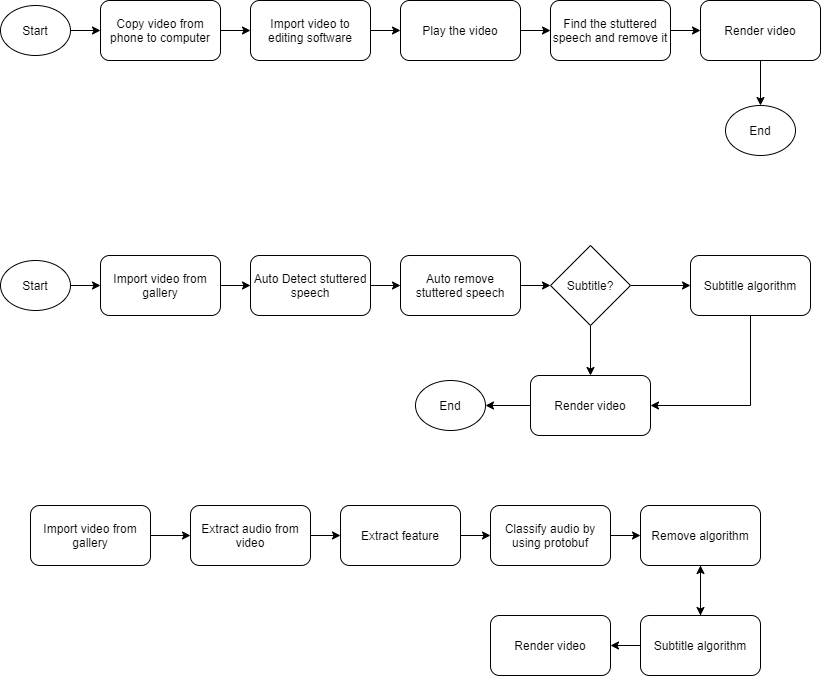 Start
Copy video from
phone to computer
Import video to
editing software
Play the video
Find the stuttered
speech and remove it
Render video
End
Start
Import video from
gallery
Auto Detect stuttered
speech
Auto remove
stuttered speech
Subtitle?
Subtitle algorithm
End
Render video
Import video from
gallery
Extract audio from
video
Extract feature
Classify audio by
using protobuf
Remove algorithm
Render video
Subtitle algorithm